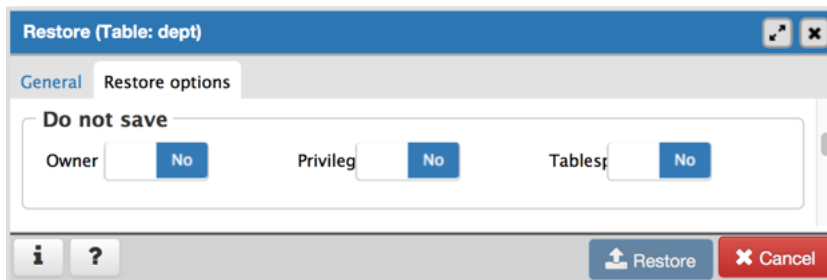 Restore (Table: dept)
General Restore options
Do not save
Owner No Privileg No Tablesp No
i ? Restore Cancel